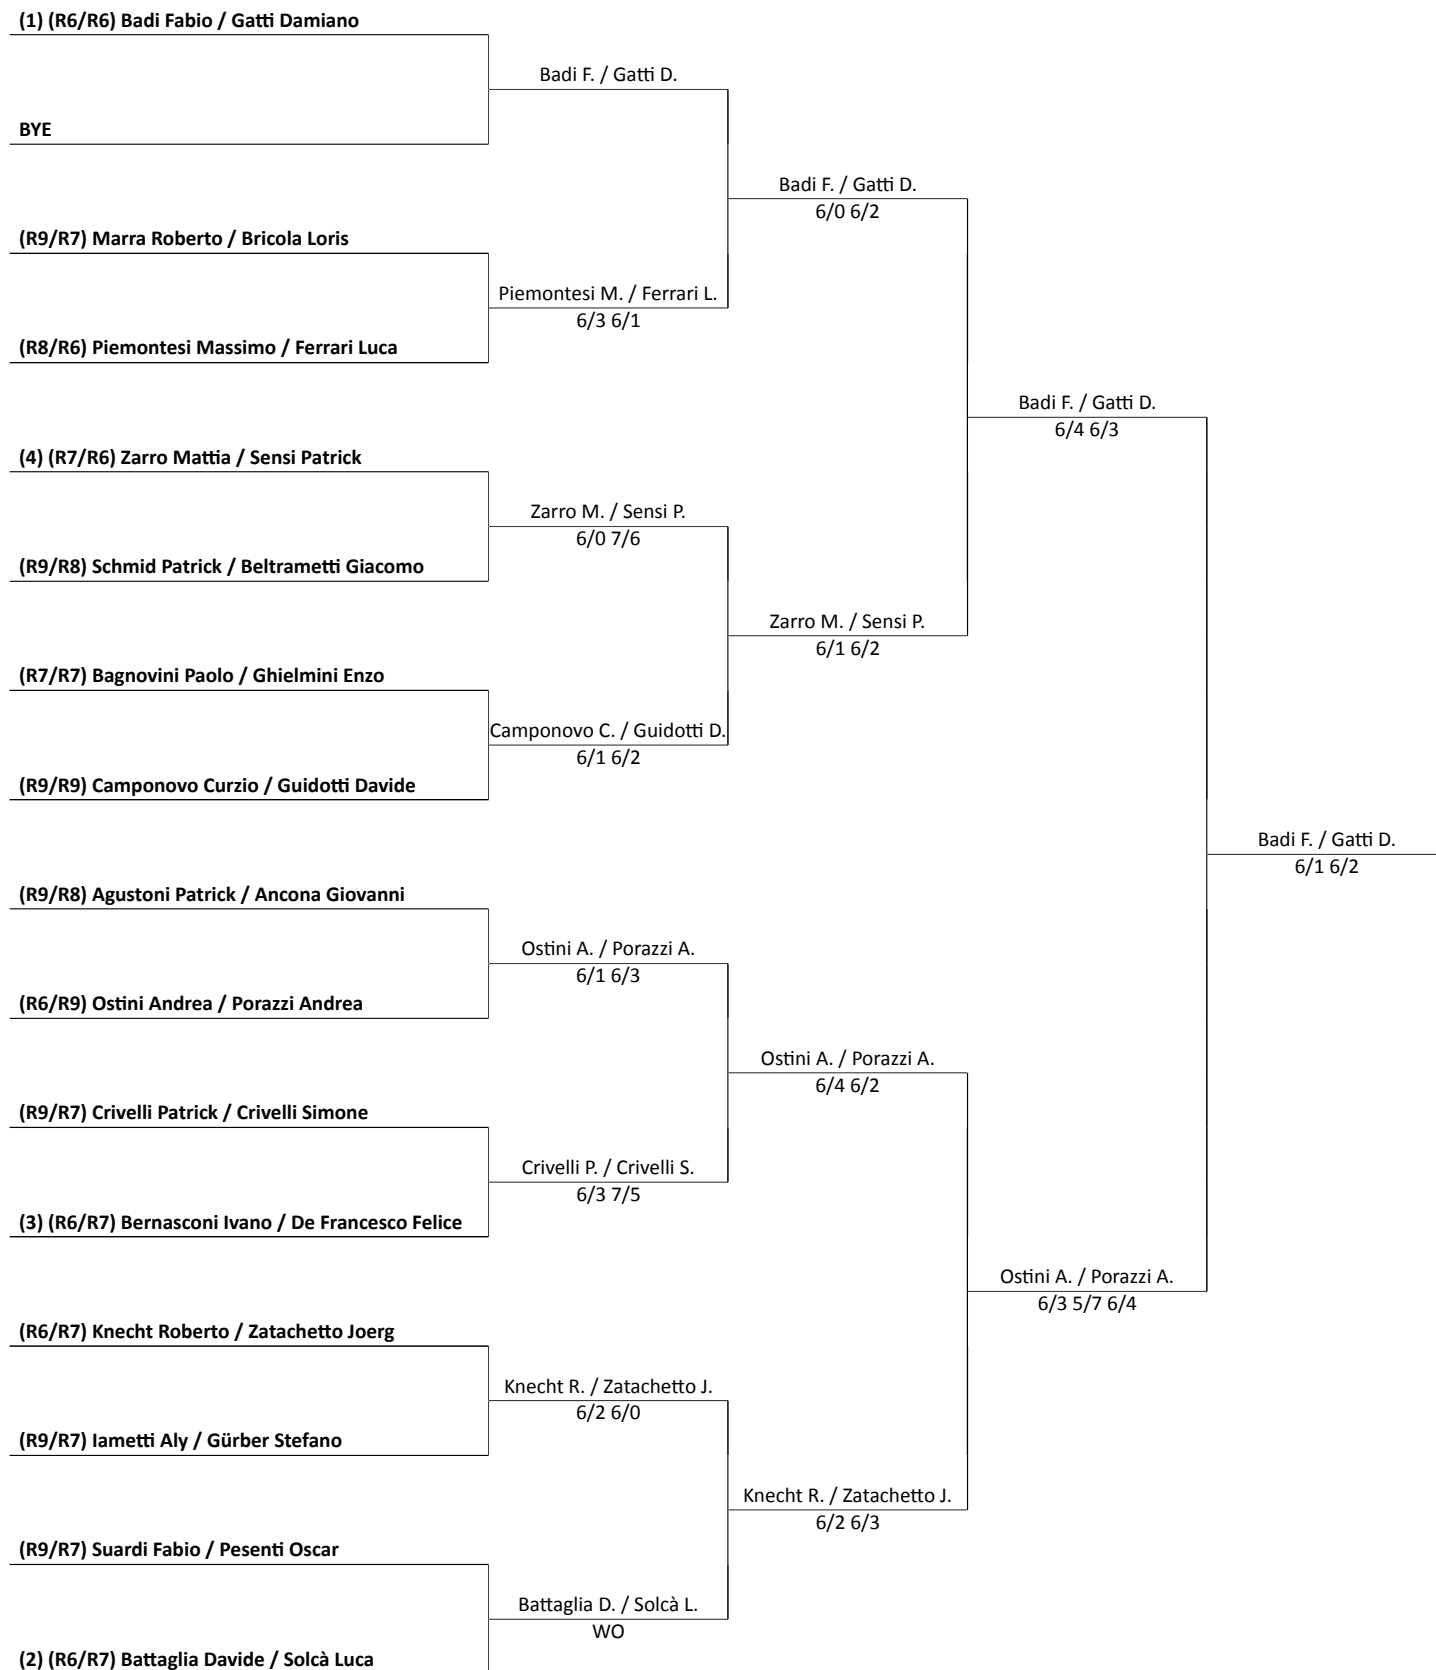 (1) (R6/R6) Badi Fabio / Gatti Damiano
Badi F. / Gatti D.
BYE
Badi F. / Gatti D.
6/0 6/2
(R9/R7) Marra Roberto / Bricola Loris
Piemontesi M. / Ferrari L.
6/3 6/1
(R8/R6) Piemontesi Massimo / Ferrari Luca
Badi F. / Gatti D.
6/4 6/3
(4) (R7/R6) Zarro Mattia / Sensi Patrick
Zarro M. / Sensi P.
6/0 7/6
(R9/R8) Schmid Patrick / Beltrametti Giacomo
Zarro M. / Sensi P.
6/1 6/2
(R7/R7) Bagnovini Paolo / Ghielmini Enzo
Camponovo C. / Guidotti D.
6/1 6/2
(R9/R9) Camponovo Curzio / Guidotti Davide
Badi F. / Gatti D.
6/1 6/2
(R9/R8) Agustoni Patrick / Ancona Giovanni
Ostini A. / Porazzi A.
6/1 6/3
(R6/R9) Ostini Andrea / Porazzi Andrea
Ostini A. / Porazzi A.
6/4 6/2
(R9/R7) Crivelli Patrick / Crivelli Simone
Crivelli P. / Crivelli S.
6/3 7/5
(3) (R6/R7) Bernasconi Ivano / De Francesco Felice
Ostini A. / Porazzi A.
6/3 5/7 6/4
(R6/R7) Knecht Roberto / Zatachetto Joerg
Knecht R. / Zatachetto J.
6/2 6/0
(R9/R7) Iametti Aly / Gürber Stefano
Knecht R. / Zatachetto J.
6/2 6/3
(R9/R7) Suardi Fabio / Pesenti Oscar
Battaglia D. / Solcà L.
WO
(2) (R6/R7) Battaglia Davide / Solcà Luca